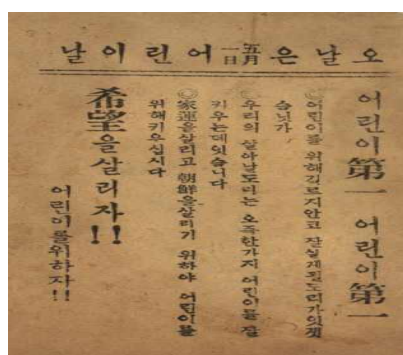 오날은 五月一日 어린이날
어린이 第一 어린이 第一
◎어린이를 위해길르지안코 잘살게될도리가잇겟
습닛가
◎우리의 살아날도리는 오즉한가지 어린이를 잘
키우는데잇습니다
◎家運을살리고 朝鮮을살리기 위하야 어린이를
위해키으십시다
希望을살리자!!
어린이를위하자!!